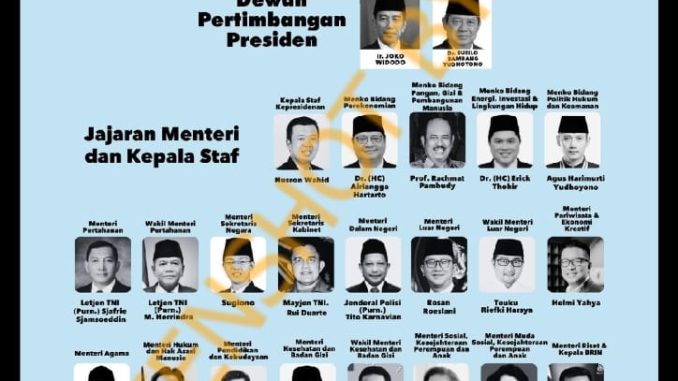 Dewan
Pertimbangan
Presiden
Ir. JOKO
WIDODO
Dr. SUSILO
BAMBANG
YUDHOYONO
Jajaran Menteri
dan Kepala Staf
Kepala Staf
Kepresidenan
Nusron Wahid
Menko Bidang
Perekonomian
Dr. (HC)
Airlangga
Hartarto
Menko Bidang
Pangan, Gizi &
Pembangunan
Manusia
Prof. Rachmat
Pambudy
Menko Bidang
Energi, Investasi &
Lingkungan Hidup
Dr. (HC) Erick
Thohir
Menko Bidang
Politik Hukum
dan Keamanan
Agus Harimurti
Yudhoyono
Menteri
Pertahanan
Letjen TNI
(Purn.) Sjafrie
Sjamsoeddin
Wakil Menteri
Pertahanan
Letjen TNI
(Purn.)
M. Herrindra
Menteri
Sekretaris
Negara
Sugiono
Menteri
Sekretaris
Kabinet
Mayjen TNI.
Rui Duarte
Menteri
Dalam Negeri
Jenderal Polisi
(Purn.)
Tito Karnavian
Menteri
Luar Negeri
Rosan
Roeslani
Wakil Menteri
Luar Negeri
Teuku
Riefki Harsya
Menteri
Pariwisata &
Ekonomi
Kreatif
Helmi Yahya
Menteri Agama
Menteri Hukum
dan Hak Azasi
Manusia
Menteri
Pendidikan
dan Kebudayaan
Menteri
Kesehatan dan
Badan Gizi
Wakil Menteri
Kesehatan dan
Badan Gizi
Menteri Sosial,
Kesejahteraan
Perempuan dan
Anak
Menteri Muda
Sosial,
Kesejahteraan
Perempuan
dan Anak
Menteri Riset &
Kepala BRIN